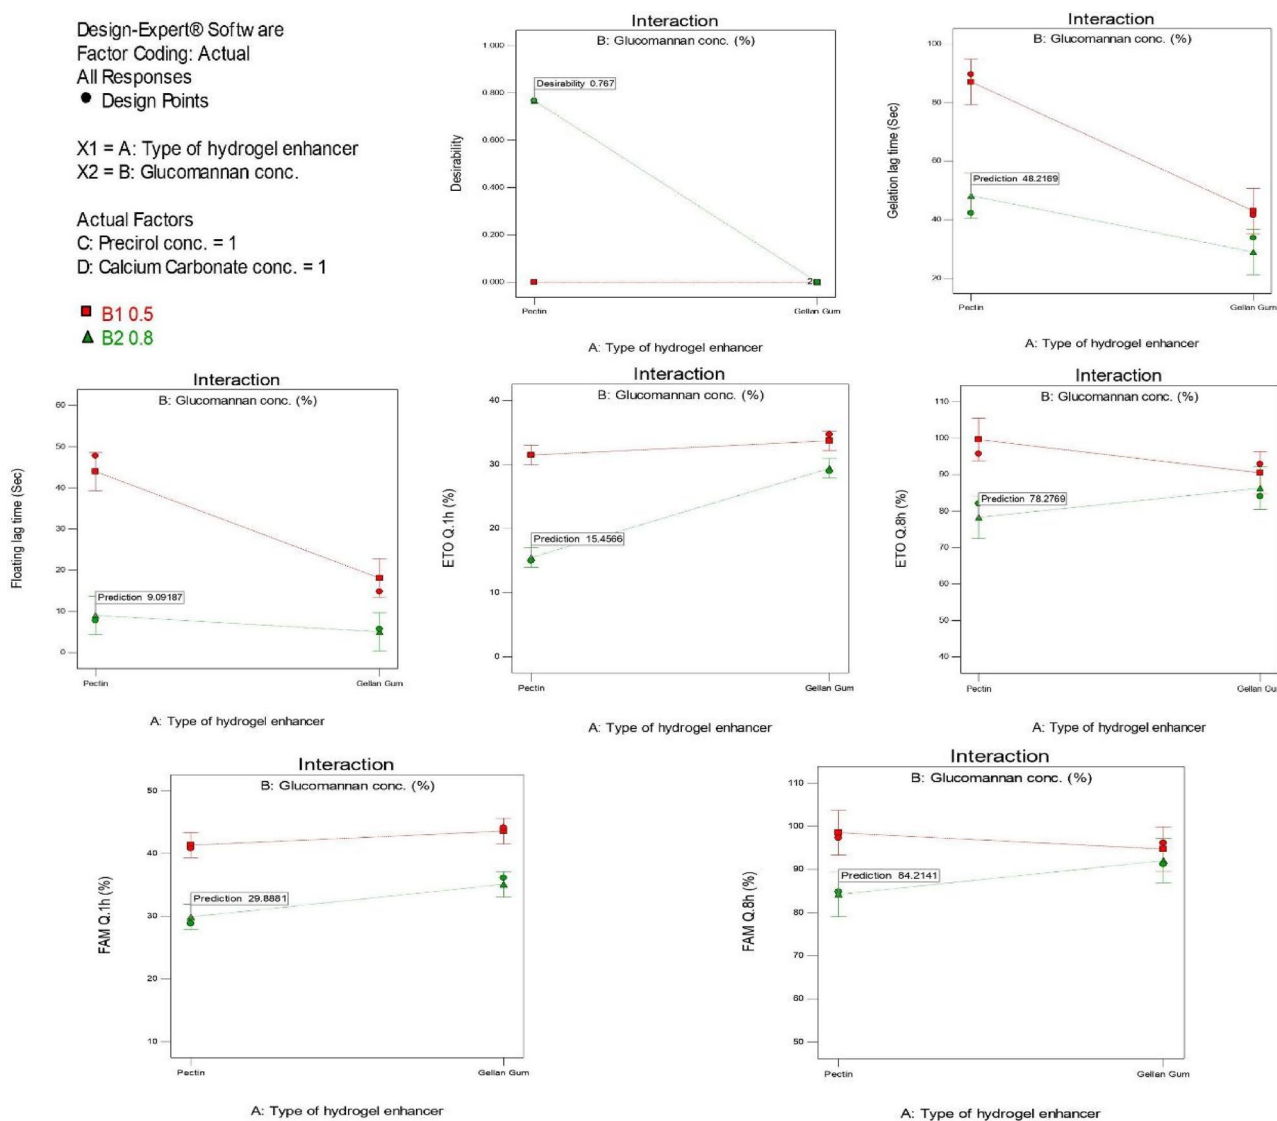 Design-Expert® Software
Factor Coding: Actual
All Responses
Design Points
X1 = A: Type of hydrogel enhancer
X2 = B: Glucomannan conc.
Actual Factors
C: Precirol conc. = 1
D: Calcium Carbonate conc. = 1
B1 0.5
B2 0.8
Interaction
B: Glucomannan conc. (%)
Desirability
1.000
0.800
0.600
0.400
0.200
0.000
Desirability 0.767
2
Pectin
Gellan Gum
A: Type of hydrogel enhancer
Interaction
B: Glucomannan conc. (%)
Gelation lag time (Sec)
100
80
60
40
20
Prediction 48.2169
Pectin
Gellan Gum
A: Type of hydrogel enhancer
Interaction
B: Glucomannan conc. (%)
Floating lag time (Sec)
60
50
40
30
20
10
0
Prediction 9.09187
Pectin
Gellan Gum
A: Type of hydrogel enhancer
Interaction
B: Glucomannan conc. (%)
ETO Q.1h (%)
40
30
20
10
0
Prediction 15.4566
Pectin
Gellan Gum
A: Type of hydrogel enhancer
Interaction
B: Glucomannan conc. (%)
ETO Q.8h (%)
110
100
90
80
70
60
50
40
Prediction 78.2769
Pectin
Gellan Gu
A: Type of hydrogel enhancer
Interaction
B: Glucomannan conc. (%)
FAM Q.1h (%)
50
40
30
20
10
Prediction 29.8881
Pectin
Gellan Gum
A: Type of hydrogel enhancer
Interaction
B: Glucomannan conc. (%)
FAM Q.8h (%)
110
100
90
80
70
60
50
Prediction 84.2141
Pectin
Gellan Gum
A: Type of hydrogel enhancer